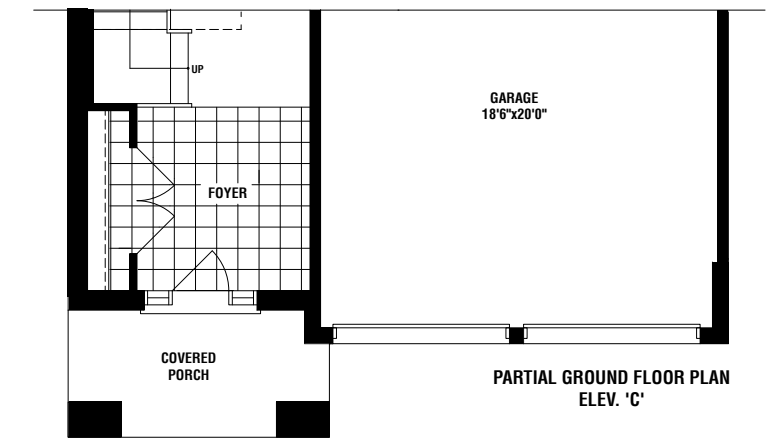 UP
GARAGE
18'6"x20'0"
FOYER
COVERED
PORCH
PARTIAL GROUND FLOOR PLAN
ELEV. 'C'